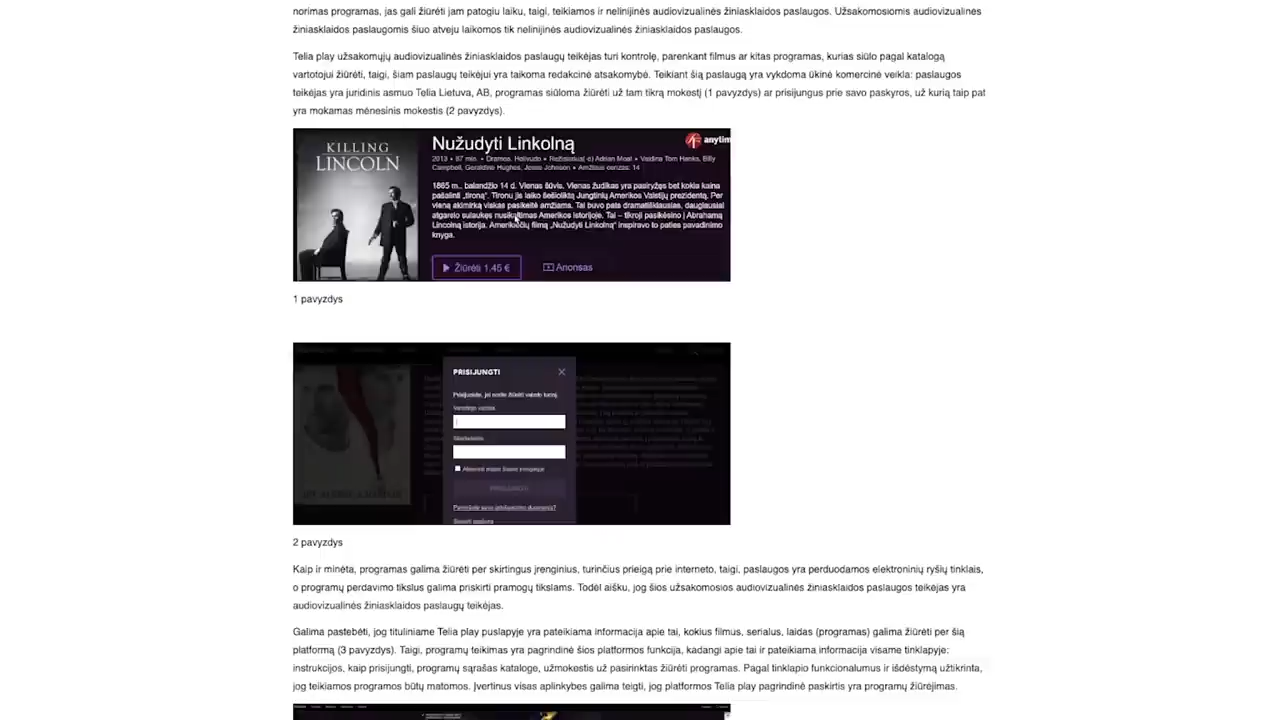 norimas programas, jas gali žiūrėti jam patogiu laiku, taigi, teikiamos ir nelinijinės audiovizualinės žiniasklaidos paslaugos. Užsakomosiomis audiovizualinės
žiniasklaidos paslaugomis šiuo atveju laikomos tik nelinijinės audiovizualinės žiniasklaidos paslaugos.
Telia play užsakomųjų audiovizualinės žiniasklaidos paslaugų teikėjas turi kontrolę, parenkant filmus ar kitas programas, kurias siūlo pagal katalogą
vartotojui žiūrėti, taigi, šiam paslaugų teikėjui yra taikoma redakcinė atsakomybė. Teikiant šią paslaugą yra vykdoma ūkinė komercinė veikla: paslaugos
teikėjas yra juridinis asmuo Telia Lietuva, AB, programas siūloma žiūrėti už tam tikrą mokestį (1 pavyzdys) ar prisijungus prie savo paskyros, už kurią taip pat
yra mokamas mėnesinis mokestis (2 pavyzdys).
KILLING
LINCOLN
Nužudyti Linkolną
anytim
2013 • 87 min. • Dramos, Holivudo • Režisierius(-ė) Adrian Moat • Vaidina Tom Hanks, Billy
Campbell, Geraldine Hughes, Jesse Johnson • Amžiaus cenzas: 14
1865 m., balandžio 14 d. Vienas šūvis. Vienas žudikas yra pasiryžęs bet kokia kaina
pašalinti „tironą“. Tironu jis laiko šešioliktą Jungtinių Amerikos Valstijų prezidentą. Per
vieną akimirką viskas pasikeitė amžiams. Tai buvo pats dramatiškiausias, daugiausiai
atgarsio sulaukęs nusikaltimas Amerikos istorijoje. Tai – tikroji pasikėsino į Abrahamą
Lincolną istorija. Amerikiečių filmą „Nužudyti Linkolną“ inspiravo to paties pavadinimo
knyga.
Žiūrėti 1.45 €
Anonsas
1 pavyzdys
PRISIJUNGTI
Prisijunkite, jei norite žiūrėti vaizdo turinį.
Vartotojo vardas
Slaptažodis
Atsiminti mane šiame įrenginyje
PRISIJUNGTI
Pamiršote savo prisijungimo duomenis?
2 pavyzdys
Kaip ir minėta, programas galima žiūrėti per skirtingus įrenginius, turinčius prieigą prie interneto, taigi, paslaugos yra perduodamos elektroninių ryšių tinklais,
o programų perdavimo tikslus galima priskirti pramogų tikslams. Todėl aišku, jog šios užsakomosios audiovizualinės žiniasklaidos paslaugos teikėjas yra
audiovizualinės žiniasklaidos paslaugų teikėjas.
Galima pastebėti, jog tituliniame Telia play puslapyje yra pateikiama informacija apie tai, kokius filmus, serialus, laidas (programas) galima žiūrėti per šią
platformą (3 pavyzdys). Taigi, programų teikimas yra pagrindinė šios platformos funkcija, kadangi apie tai ir pateikiama informacija visame tinklapyje:
instrukcijos, kaip prisijungti, programų sąrašas kataloge, užmokestis už pasirinktas žiūrėti programas. Pagal tinklapio funkcionalumus ir išdėstymą užtikrinta,
jog teikiamos programos būtų matomos. Įvertinus visas aplinkybes galima teigti, jog platformos Telia play pagrindinė paskirtis yra programų žiūrėjimas.